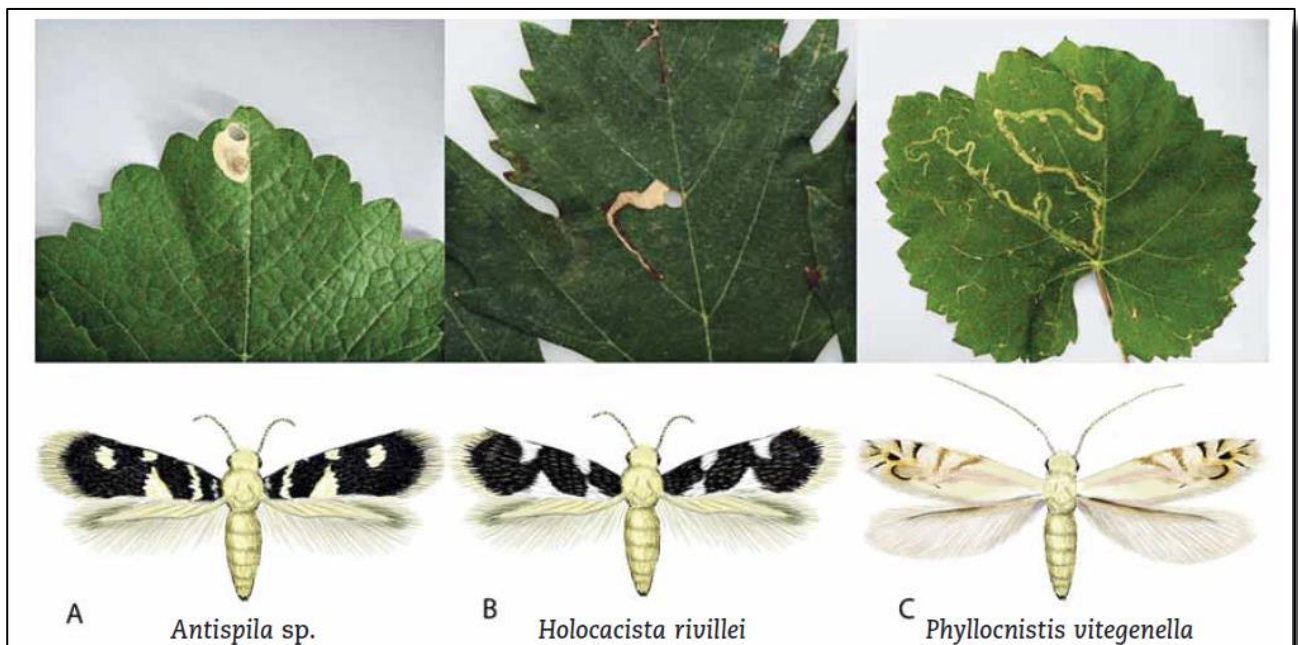 A
Antispila sp.
B
Holocacista rivillei
C
Phyllocnistis vitegenella